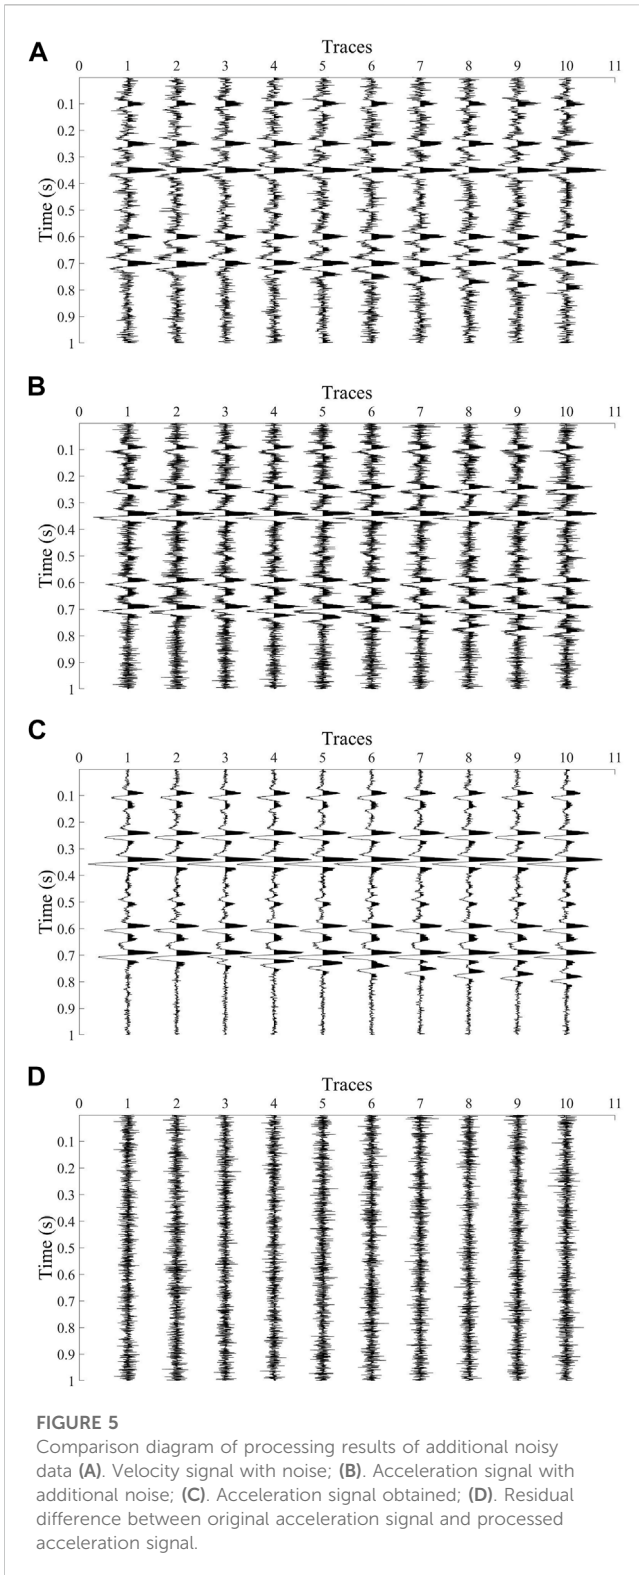 A
Traces
0 1 2 3 4 5 6 7 8 9 10 11
0.1
0.2
0.3
0.4
0.5
0.6
0.7
0.8
0.9
1
Time (s)
B
Traces
0 1 2 3 4 5 6 7 8 9 10 11
0.1
0.2
0.3
0.4
0.5
0.6
0.7
0.8
0.9
1
Time (s)
C
Traces
0 1 2 3 4 5 6 7 8 9 10 11
0.1
0.2
0.3
0.4
0.5
0.6
0.7
0.8
0.9
1
Time (s)
D
Traces
0 1 2 3 4 5 6 7 8 9 10 11
0.1
0.2
0.3
0.4
0.5
0.6
0.7
0.8
0.9
1
Time (s)
FIGURE 5
Comparison diagram of processing results of additional noisy
data (A). Velocity signal with noise; (B). Acceleration signal with
additional noise; (C). Acceleration signal obtained; (D). Residual
difference between original acceleration signal and processed
acceleration signal.